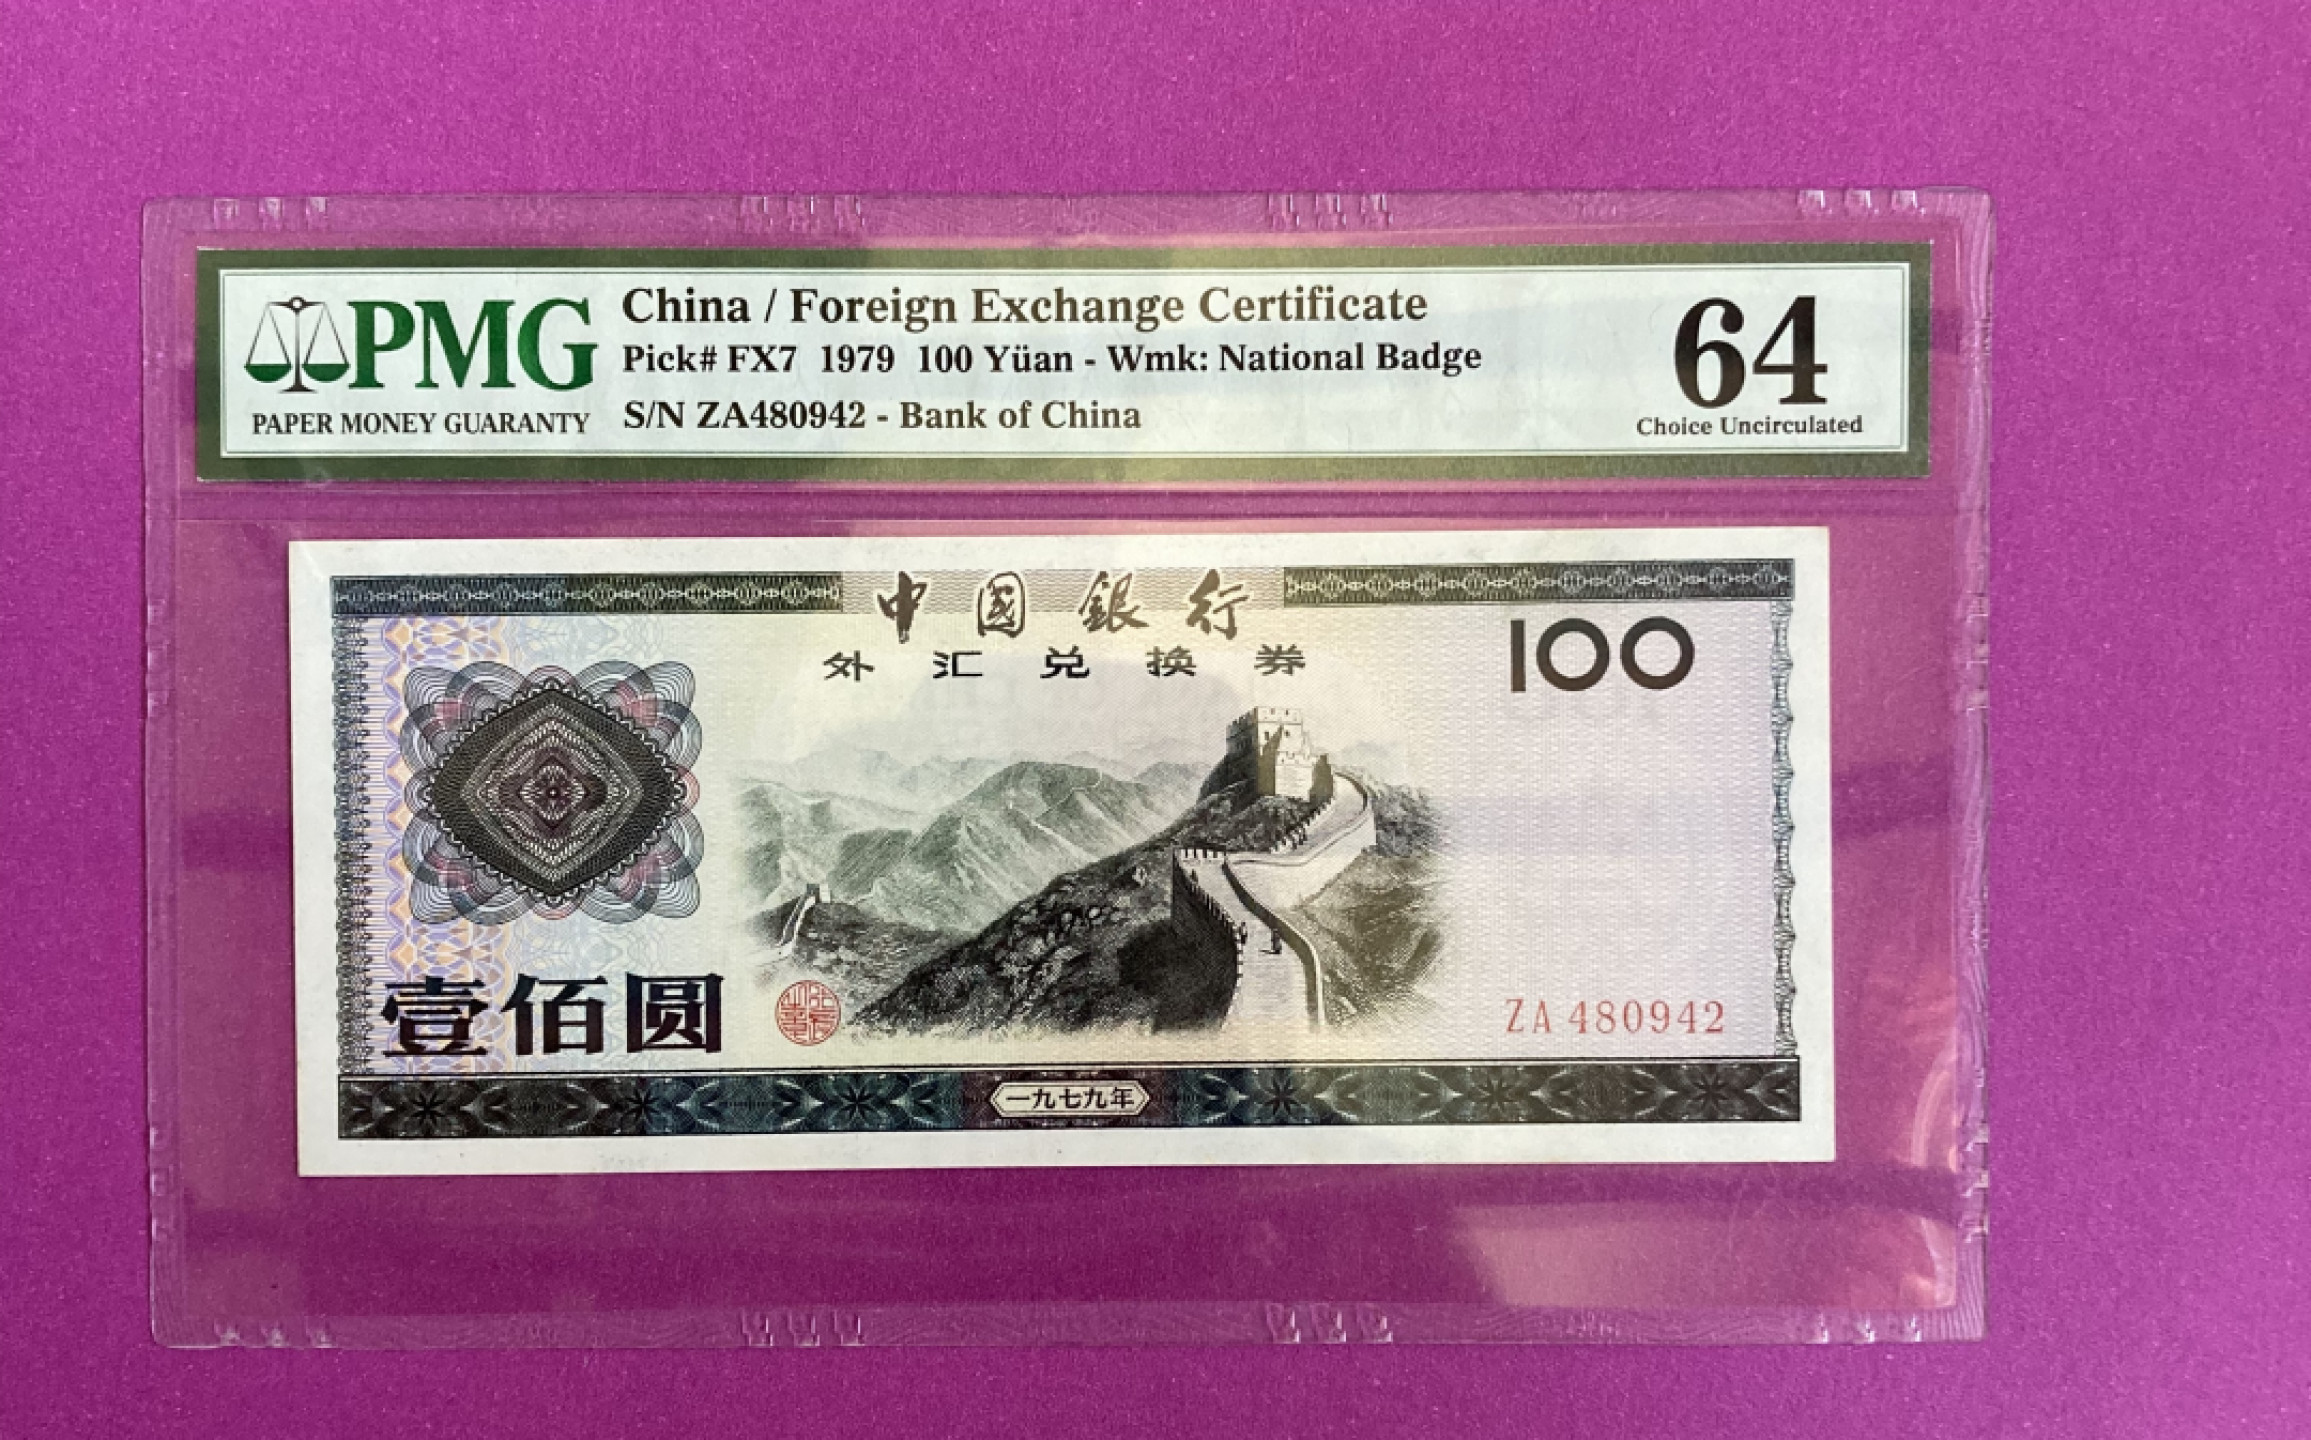 PMG
PAPER MONEY GUARANTY
China / Foreign Exchange Certificate
Pick# FX7 1979 100 Yüan - Wmk: National Badge
S/N ZA480942 - Bank of China
64
Choice Uncirculated
中國銀行
外汇兑换券
100
壹佰圆
ZA 480942
一九七九年